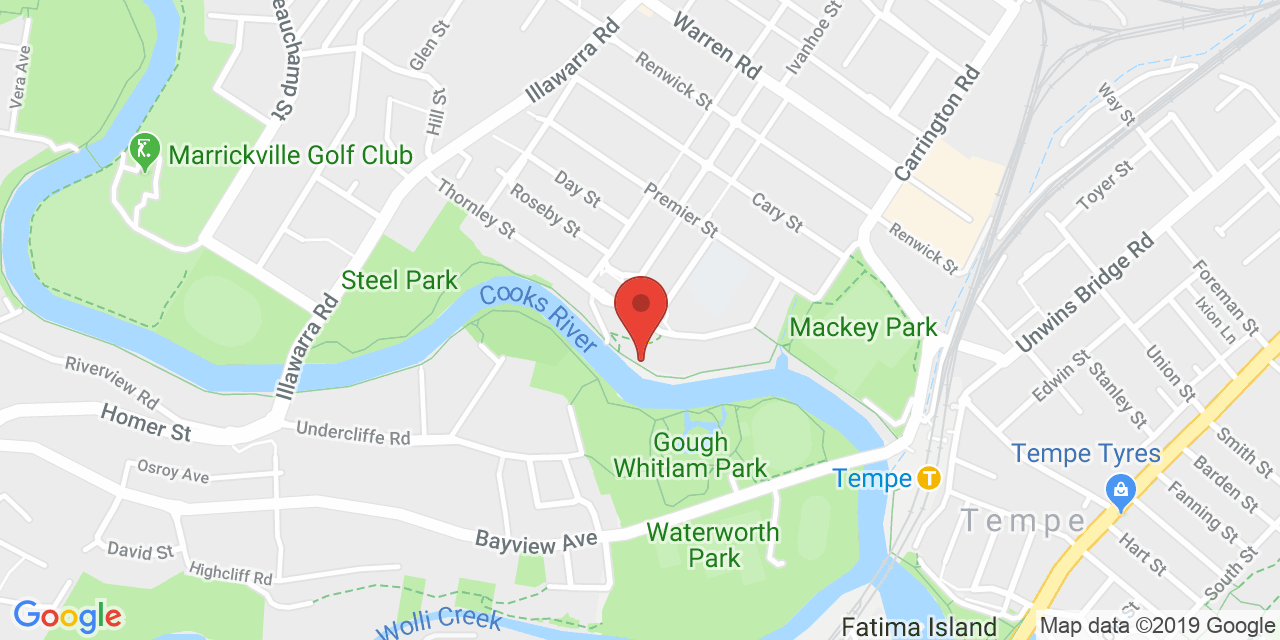 Vera Ave
Beauchamp St
Glen St
Hill St
Illawarra Rd
Warren Rd
Renwick St
Ivanhoe St
Carrington Rd
Way St
Toyer St
Marrickville Golf Club
Thornley St
Roseby St
Day St
Premier St
Cary St
Renwick St
Unwins Bridge Rd
Foreman St
Ixion Ln
Steel Park
Cooks River
Mackey Park
Illawarra Rd
Riverview Rd
Homer St
Undercliffe Rd
Osroy Ave
Edwin St
Stanley St
Union St
Smith St
Barden St
Fanning St
South St
Hart St
Gough
Whitlam Park
Tempe
T
Tempe Tyres
Tempe
Waterworth
Park
Bayview Ave
David St
Highcliff Rd
Wolli Creek
Fatima Island
St
Google
Map data ©2019 Google